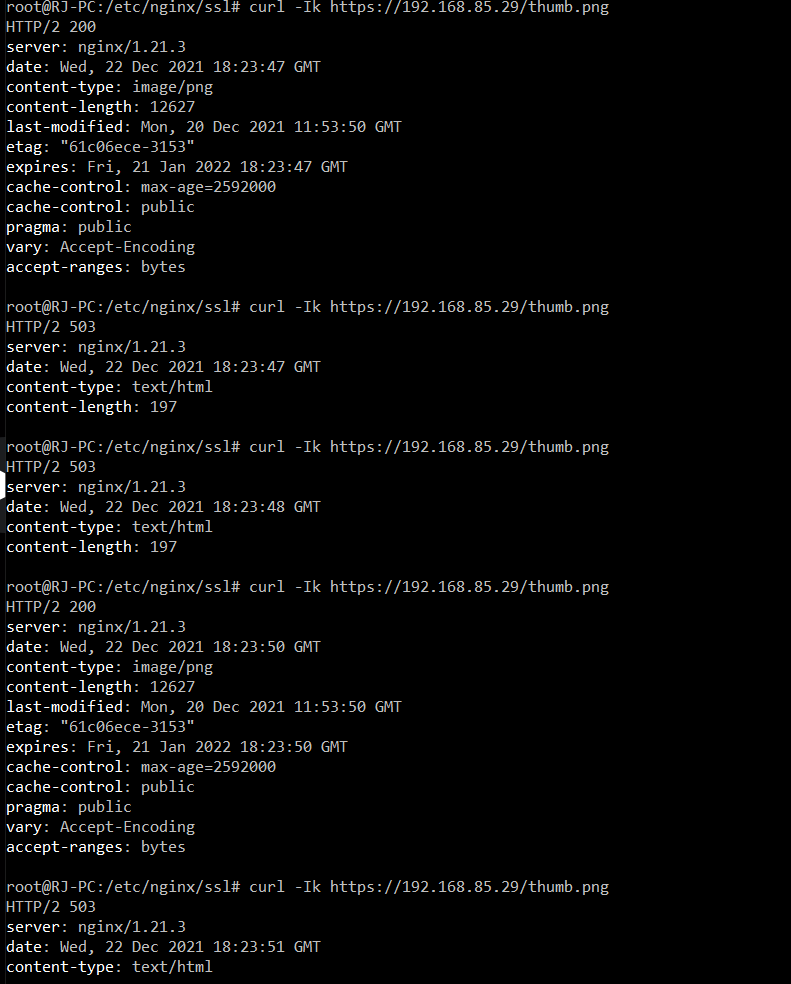 root@RJ-PC:/etc/nginx/ssl# curl -Ik https://192.168.85.29/thumb.png
HTTP/2 200
server: nginx/1.21.3
date: Wed, 22 Dec 2021 18:23:47 GMT
content-type: image/png
content-length: 12627
last-modified: Mon, 20 Dec 2021 11:53:50 GMT
etag: "61c06ece-3153"
expires: Fri, 21 Jan 2022 18:23:47 GMT
cache-control: max-age=2592000
cache-control: public
pragma: public
vary: Accept-Encoding
accept-ranges: bytes
root@RJ-PC:/etc/nginx/ssl# curl -Ik https://192.168.85.29/thumb.png
HTTP/2 503
server: nginx/1.21.3
date: Wed, 22 Dec 2021 18:23:47 GMT
content-type: text/html
content-length: 197
root@RJ-PC:/etc/nginx/ssl# curl -Ik https://192.168.85.29/thumb.png
HTTP/2 503
server: nginx/1.21.3
date: Wed, 22 Dec 2021 18:23:48 GMT
content-type: text/html
content-length: 197
root@RJ-PC:/etc/nginx/ssl# curl -Ik https://192.168.85.29/thumb.png
HTTP/2 200
server: nginx/1.21.3
date: Wed, 22 Dec 2021 18:23:50 GMT
content-type: image/png
content-length: 12627
last-modified: Mon, 20 Dec 2021 11:53:50 GMT
etag: "61c06ece-3153"
expires: Fri, 21 Jan 2022 18:23:50 GMT
cache-control: max-age=2592000
cache-control: public
pragma: public
vary: Accept-Encoding
accept-ranges: bytes
root@RJ-PC:/etc/nginx/ssl# curl -Ik https://192.168.85.29/thumb.png
HTTP/2 503
server: nginx/1.21.3
date: Wed, 22 Dec 2021 18:23:51 GMT
content-type: text/html